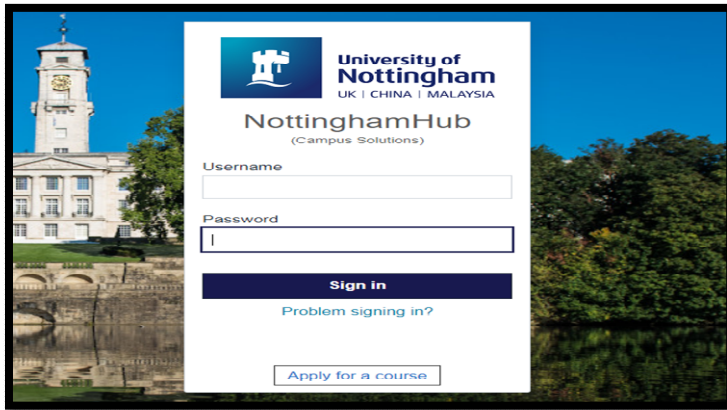 University of
Nottingham
UK | CHINA | MALAYSIA
NottinghamHub
(Campus Solutions)
Username
Password
Sign in
Problem signing in?
Apply for a course